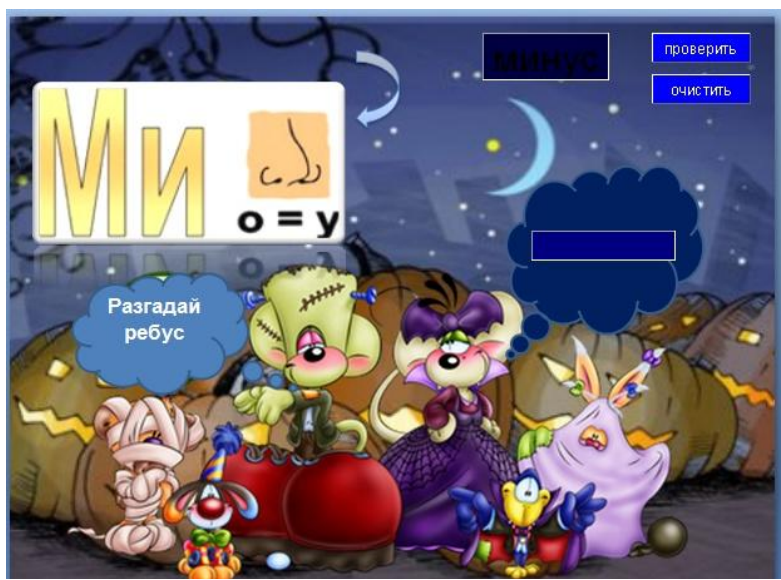 минус
проверить
очистить
Ми
о = у
Разгадай
ребус